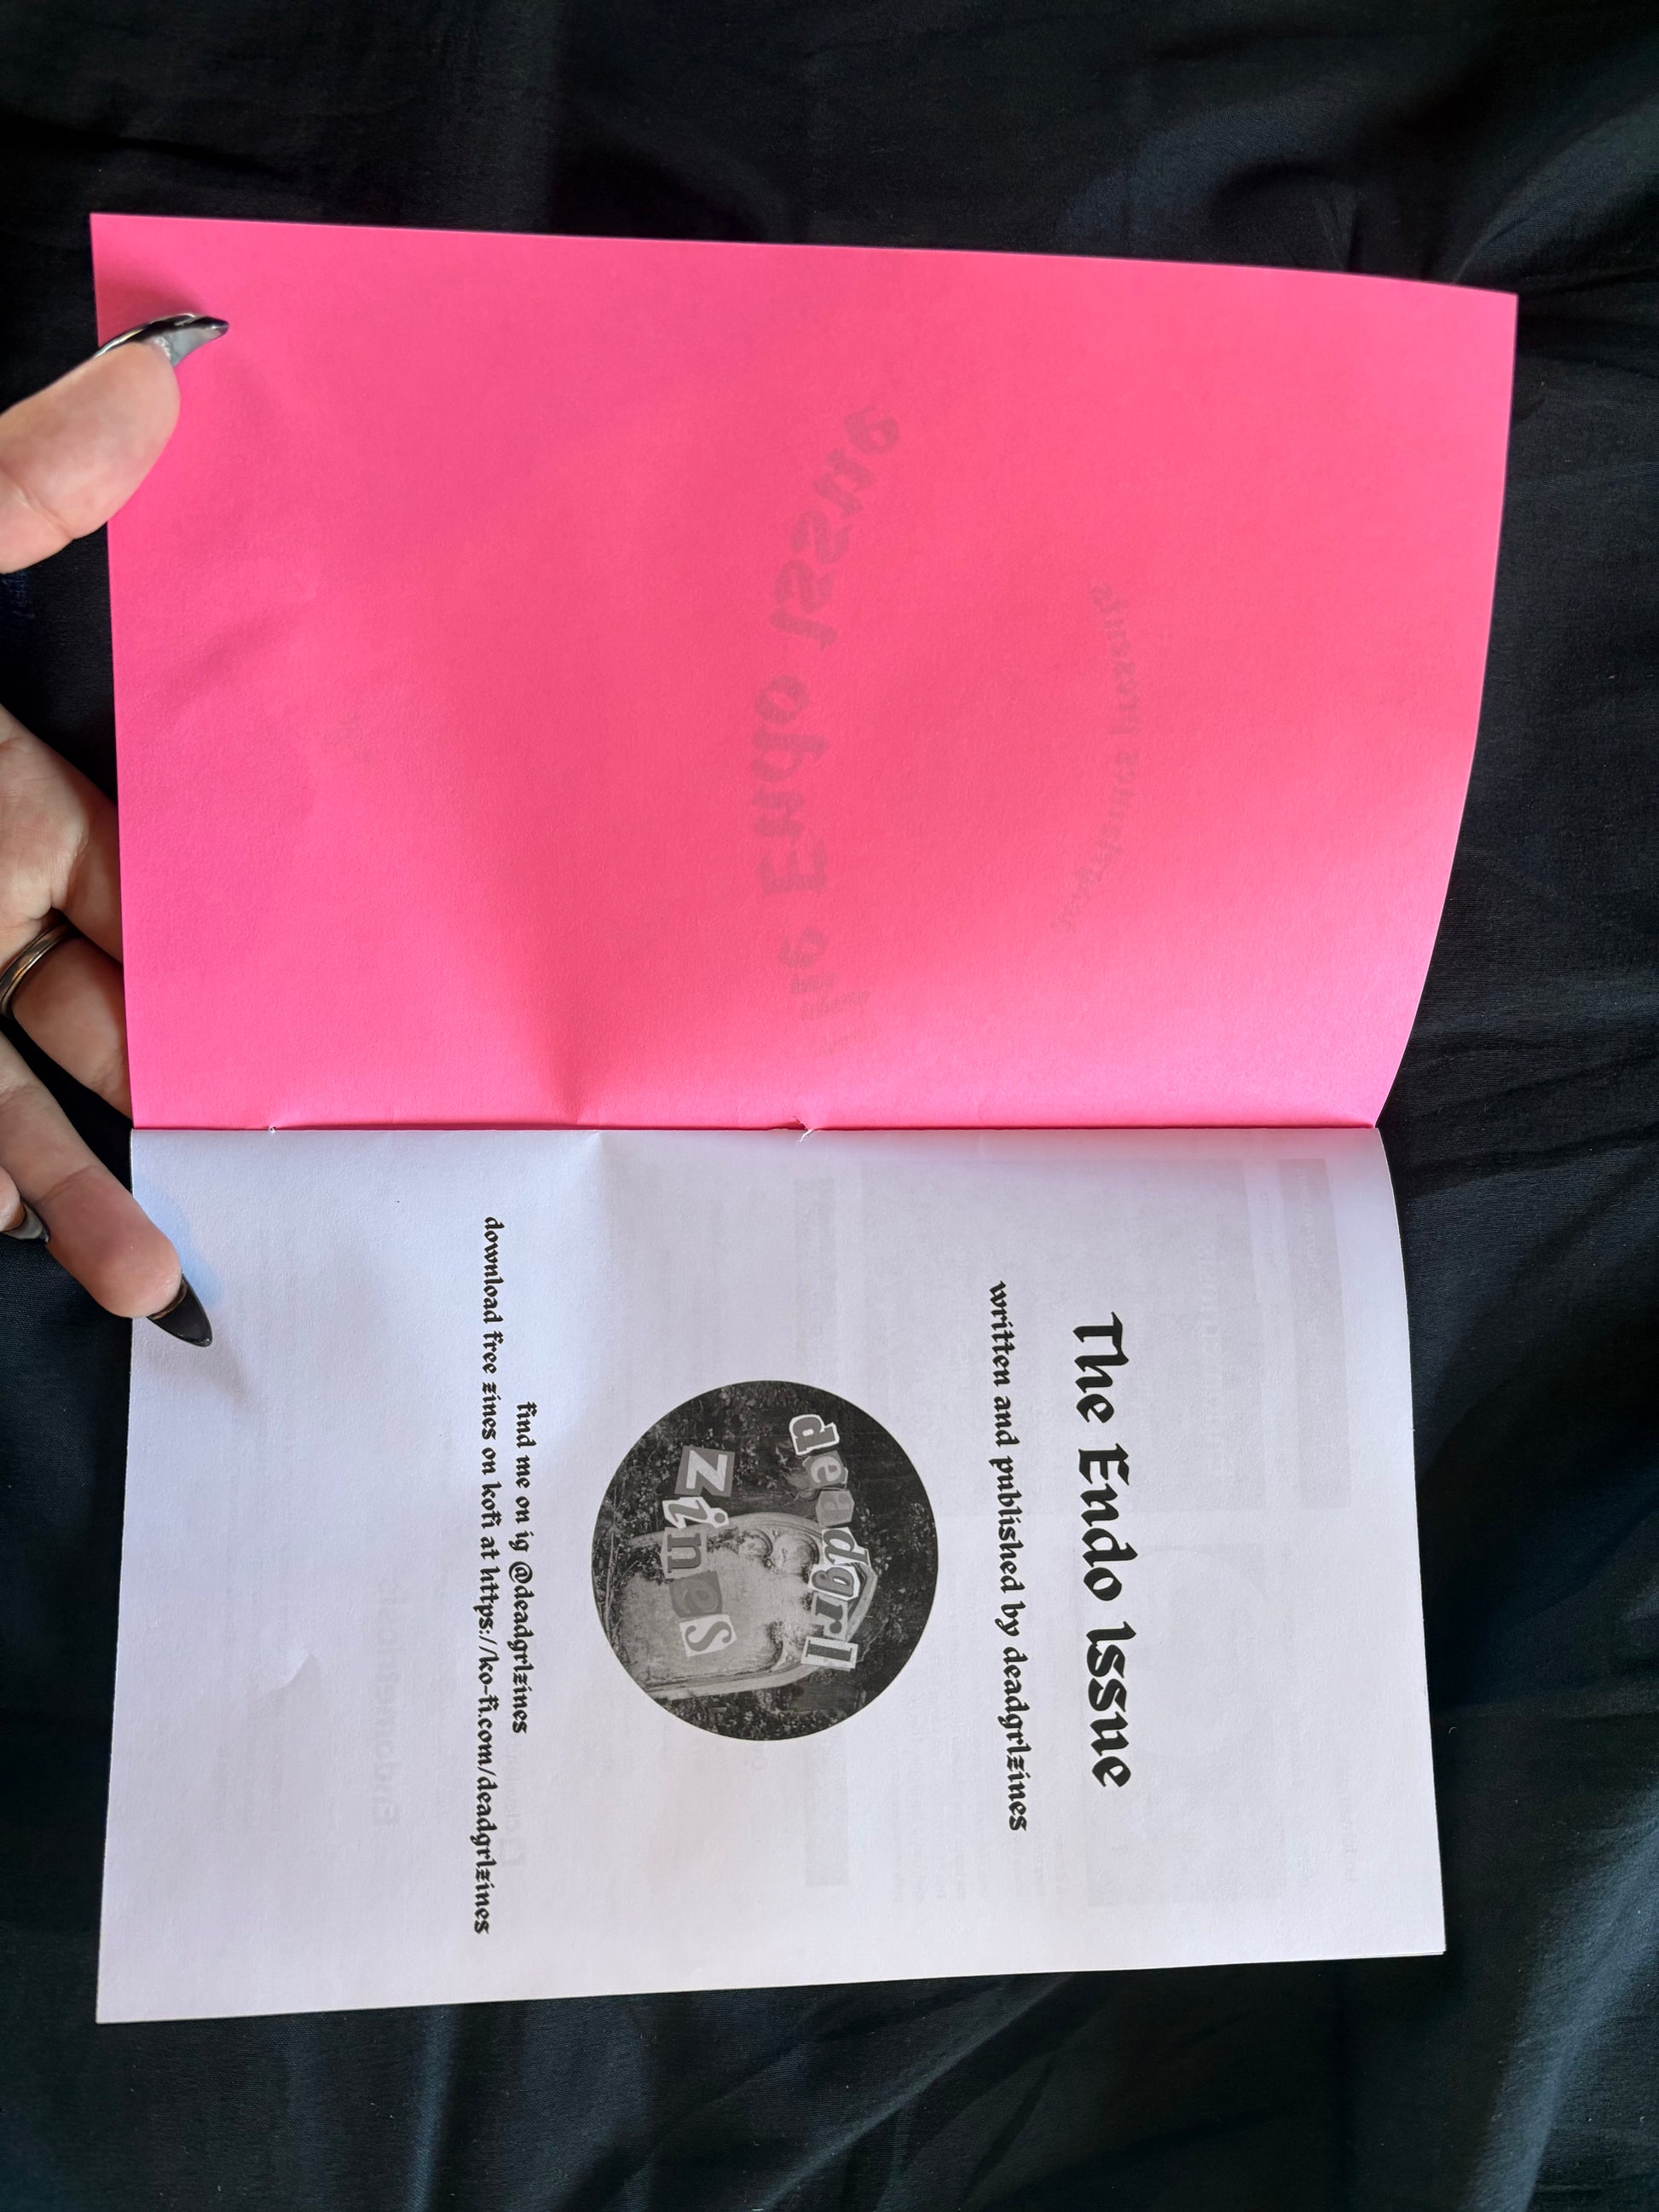 The Endo Issue
written and published by deadgrlzines
deadgrl
zines
find me on ig @deadgrlzines
download free zines on kofi at https://ko-fi.com/deadgrlzines